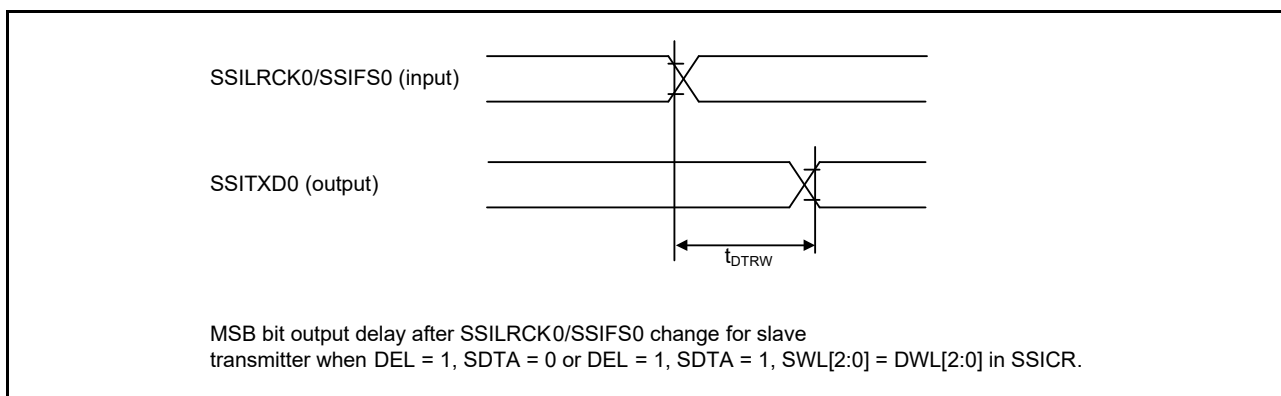 SSILRCK0/SSIFS0 (input)
SSITXD0 (output)
tDTRW
MSB bit output delay after SSILRCK0/SSIFS0 change for slave
transmitter when DEL = 1, SDTA = 0 or DEL = 1, SDTA = 1, SWL[2:0] = DWL[2:0] in SSICR.